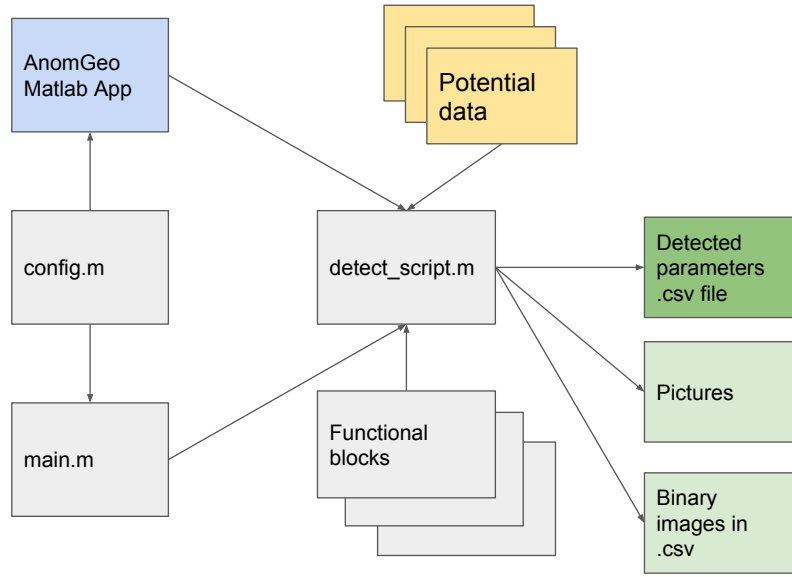 AnomGeo
Matlab App
Potential
data
config.m
detect_script.m
Detected
parameters
.csv file
Pictures
main.m
Functional
blocks
Binary
images in
.csv